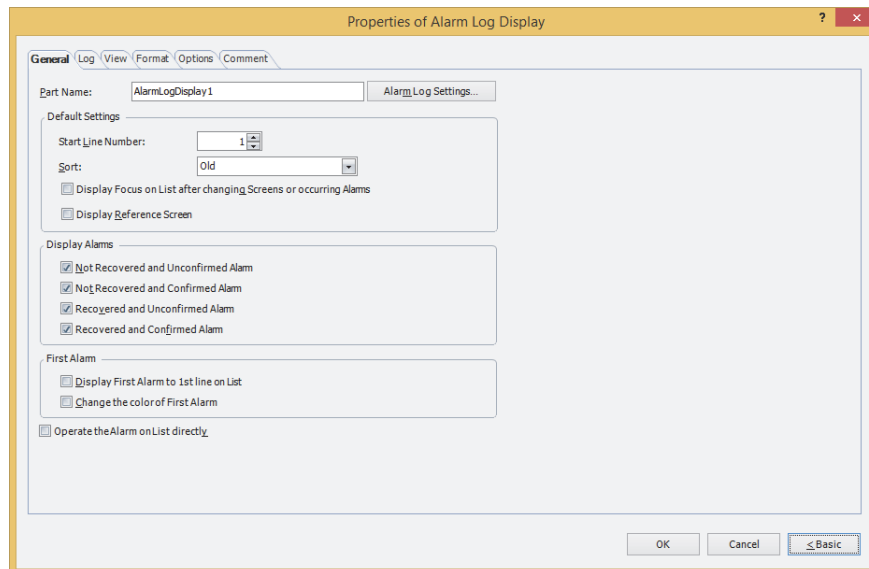 Properties of Alarm Log Display
? ×
General Log View Format Options Comment
Part Name: AlarmLogDisplay1 Alarm Log Settings...
Default Settings
Start Line Number: 1
Sort: Old
Display Focus on List after changing Screens or occurring Alarms
Display Reference Screen
Display Alarms
Not Recovered and Unconfirmed Alarm
Not Recovered and Confirmed Alarm
Recovered and Unconfirmed Alarm
Recovered and Confirmed Alarm
First Alarm
Display First Alarm to 1st line on List
Change the color of First Alarm
Operate the Alarm on List directly
OK Cancel < Basic